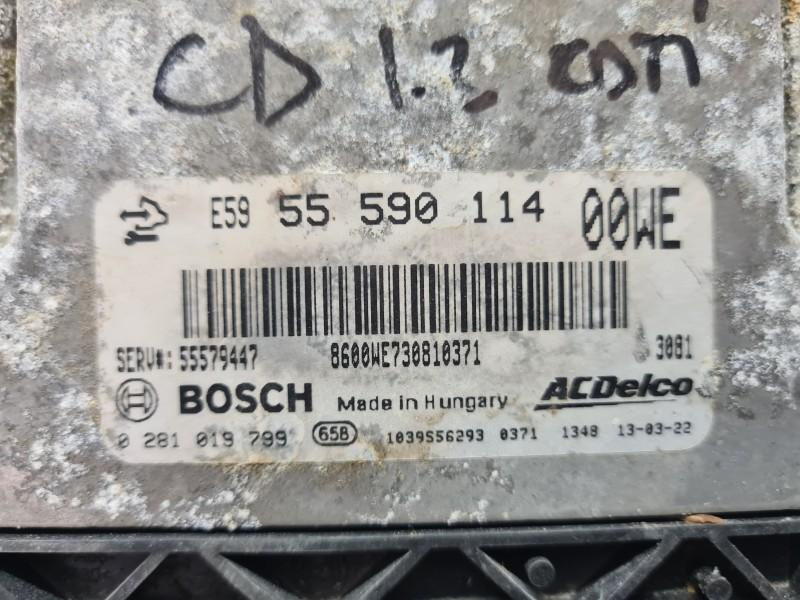 CD 1.2 CDTI
E59 55 590 114 00WE
SERV#: 55579447 8600WE730810371 3081
BOSCH Made in Hungary ACDelco
0 281 019 799 658 1039S56293 0371 1348 13-03-22